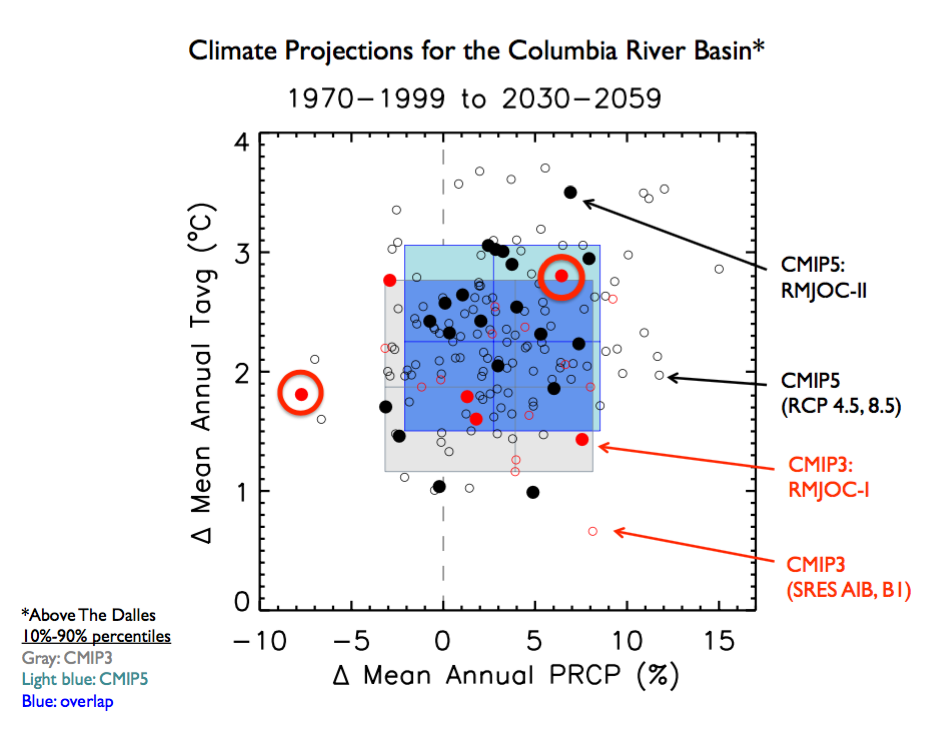 Climate Projections for the Columbia River Basin*
1970-1999 to 2030-2059
4
3
2
1
0
Δ Mean Annual Tavg (°C)
-10
-5
0
5
10
15
Δ Mean Annual PRCP (%)
CMIP5:
RMJOC-II
CMIP5
(RCP 4.5, 8.5)
CMIP3:
RMJOC-I
CMIP3
(SRES A1B, B1)
*Above The Dalles
10%-90% percentiles
Gray: CMIP3
Light blue: CMIP5
Blue: overlap